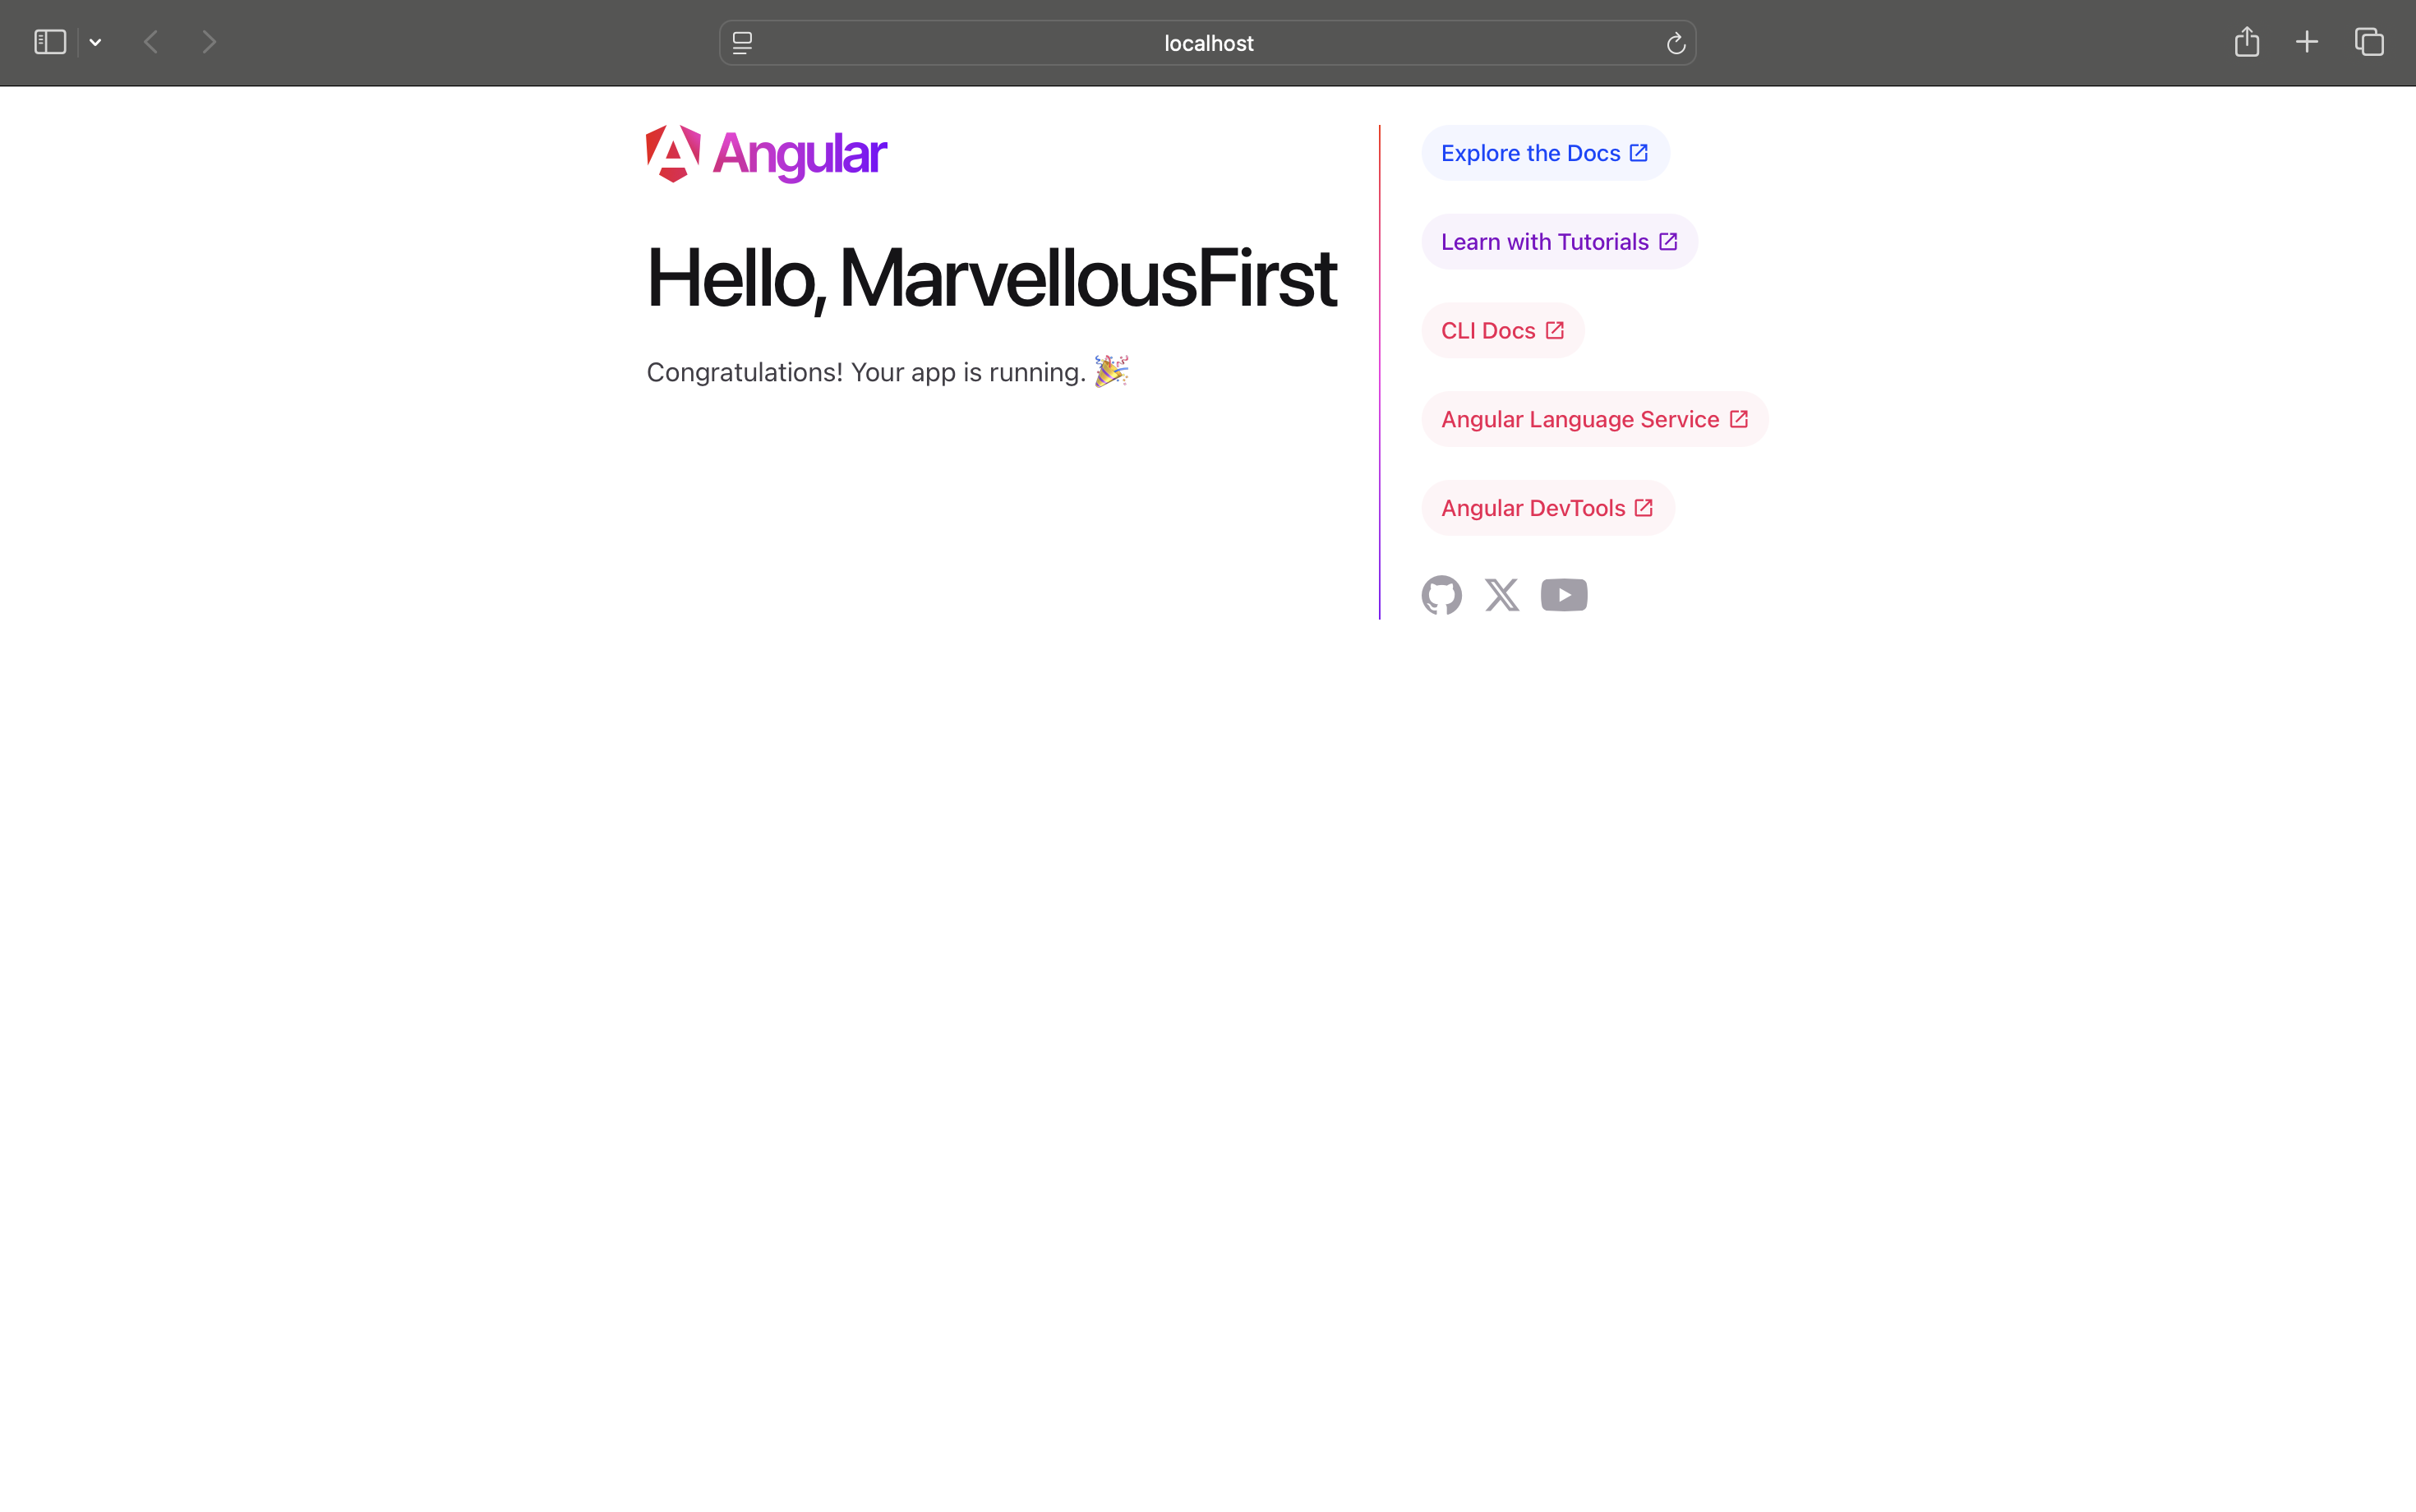 localhost
Angular
Hello, MarvellousFirst
Congratulations! Your app is running. 🎉
Explore the Docs
Learn with Tutorials
CLI Docs
Angular Language Service
Angular DevTools